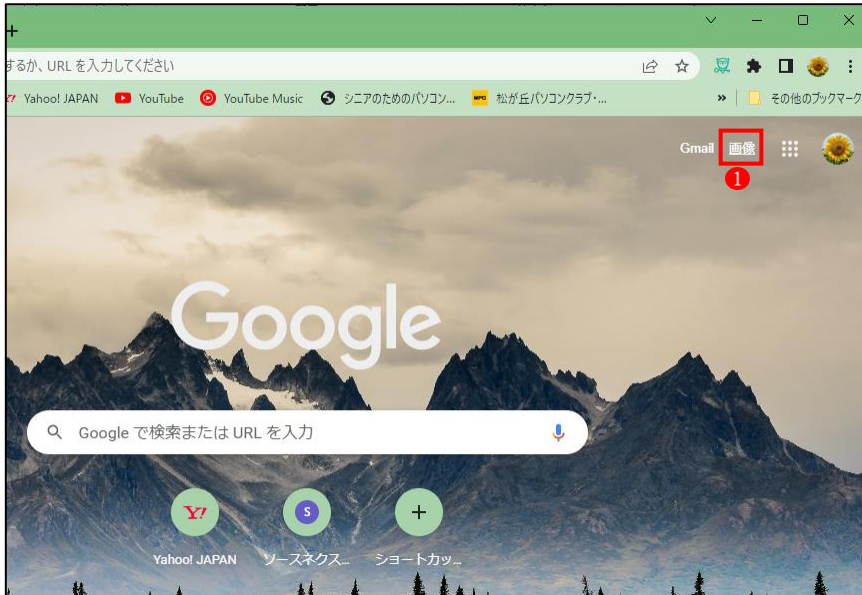 するか、URL を入力してください
Yahoo! JAPAN YouTube YouTube Music シニアのためのパソコン... MPC 松が丘パソコンクラブ・... » その他のブックマーク
Gmail 画像
1
Google
Google で検索または URL を入力
Y! S +
Yahoo! JAPAN ソースネクス... ショートカッ...